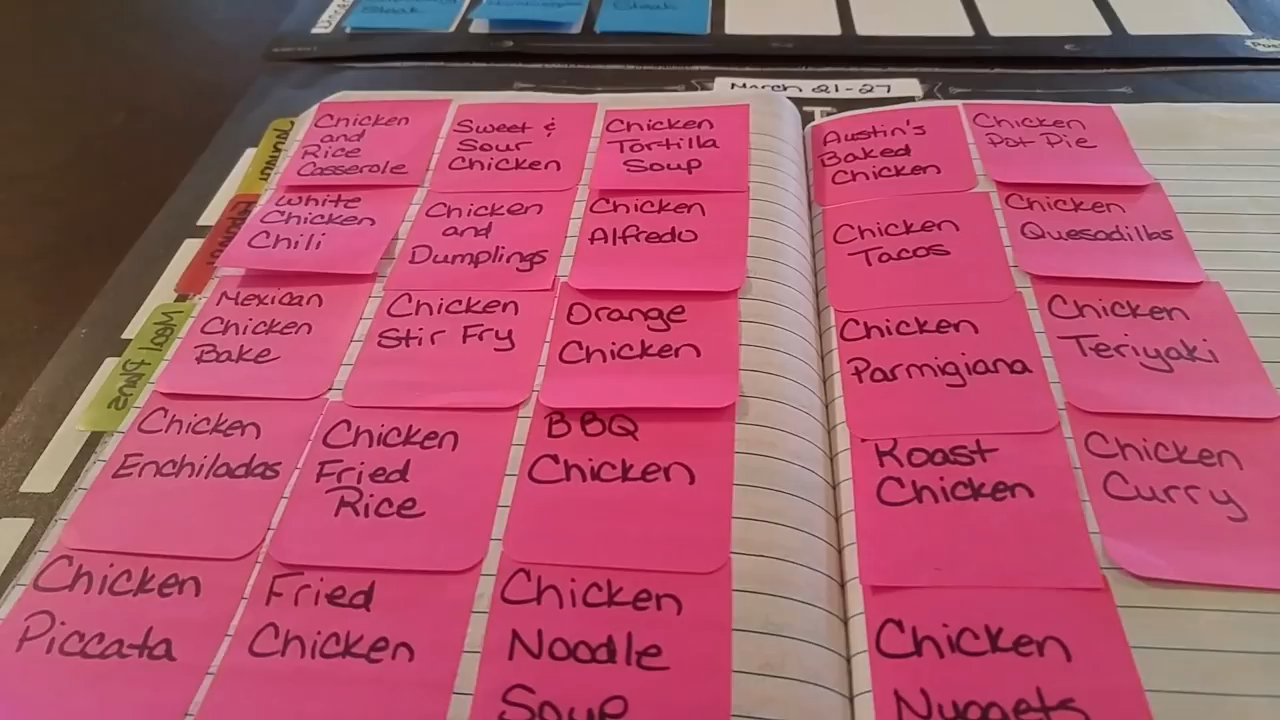 Steak
Steak
March 21-27
Chicken
and
Rice
Casserole
Sweet &
Sour
Chicken
Chicken
Tortilla
Soup
White
Chicken
Chili
Chicken
and
Dumplings
Chicken
Alfredo
Mexican
Chicken
Bake
Chicken
Stir Fry
Orange
Chicken
Chicken
Enchiladas
Chicken
Fried
Rice
BBQ
Chicken
Chicken
Piccata
Fried
Chicken
Chicken
Noodle
Soup
Austin's
Baked
Chicken
Chicken
Pot Pie
Chicken
Tacos
Chicken
Quesadillas
Chicken
Parmigiana
Chicken
Teriyaki
Roast
Chicken
Chicken
Curry
Chicken
Nuggets